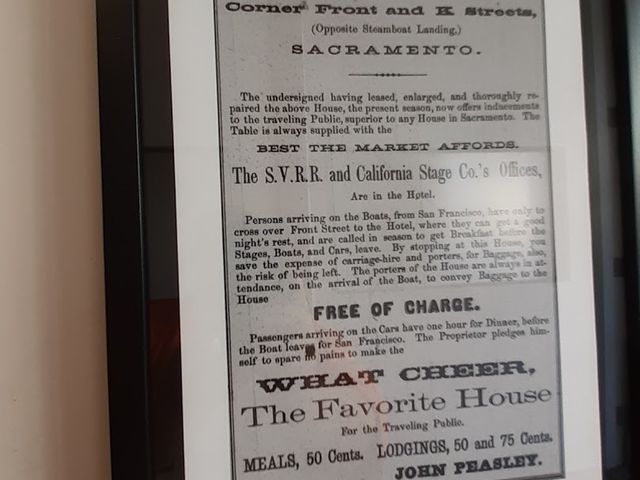 Corner Front and K Streets,
(Opposite Steamboat Landing,)
SACRAMENTO.
The undersigned having leased, enlarged, and thoroughly re-
paired the above House, the present season, now offers inducements
to the traveling Public, superior to any House in Sacramento. The
Table is always supplied with the
BEST THE MARKET AFFORDS.
The S.V.R.R. and California Stage Co.'s Offices,
Are in the Hotel.
Persons arriving on the Boats, from San Francisco, have only to
cross over Front Street to the Hotel, where they can get a good
night's rest, and are called in season to get Breakfast before the
Stages, Boats, and Cars, leave. By stopping at this House, you
save the expense of carriage-hire and porters, for Baggage, also,
the risk of being left. The porters of the House are always in at-
tendance, on the arrival of the Boat, to convey Baggage to the
House
FREE OF CHARGE.
Passengers arriving on the Cars have one hour for Dinner, before
the Boat leaves for San Francisco. The Proprietor pledges him-
self to spare no pains to make the
WHAT CHEER,
The Favorite House
For the Traveling Public.
MEALS, 50 Cents. LODGINGS, 50 and 75 Cents.
JOHN PEASLEY.